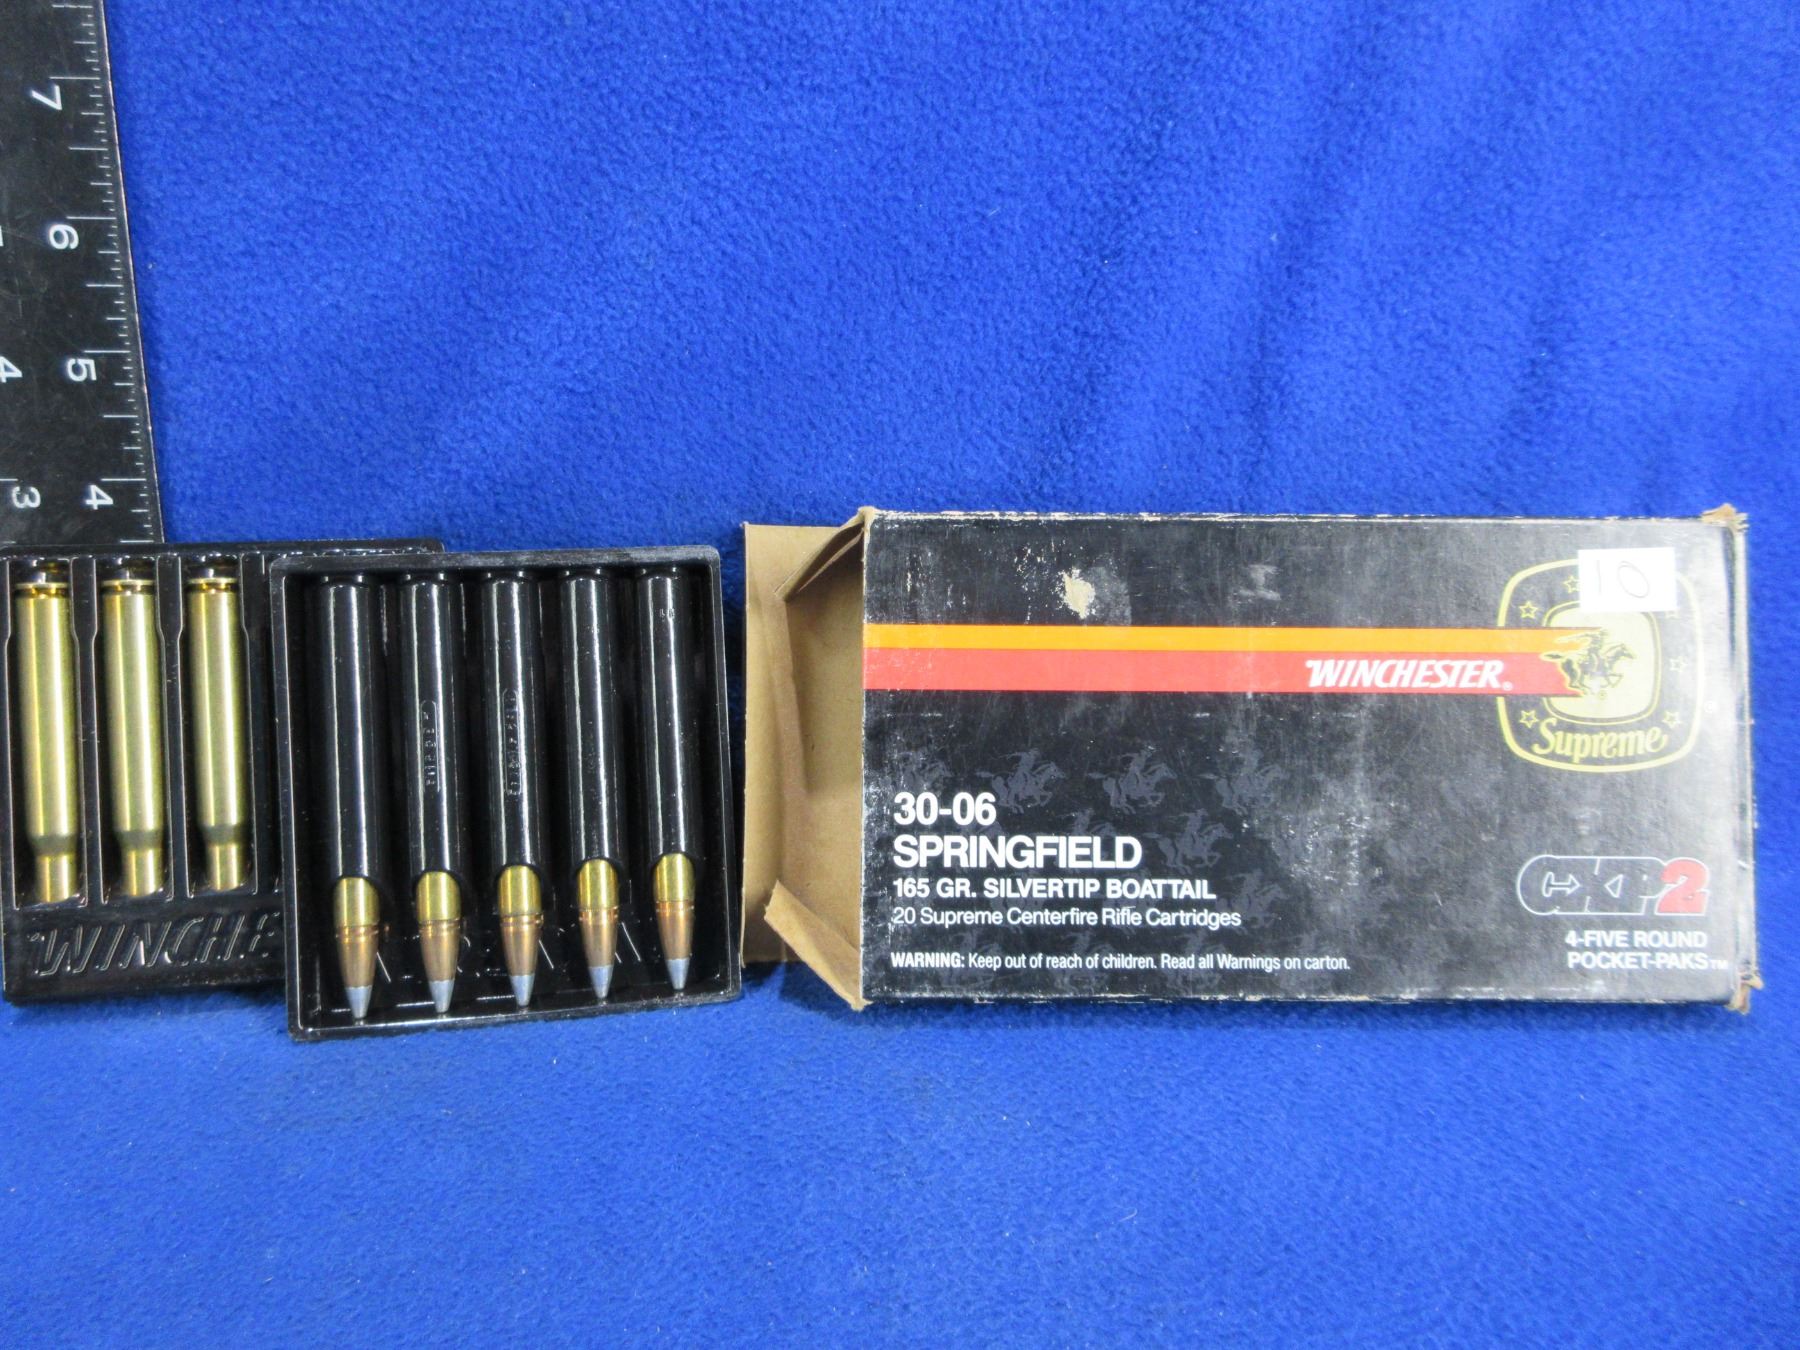 7
6
5
4
4
3
WINCHE
10
WINCHESTER®
Supreme®
30-06
SPRINGFIELD
165 GR. SILVERTIP BOATTAIL
20 Supreme Centerfire Rifle Cartridges
WARNING: Keep out of reach of children. Read all Warnings on carton.
CXP2
4-FIVE ROUND
POCKET-PAKS™